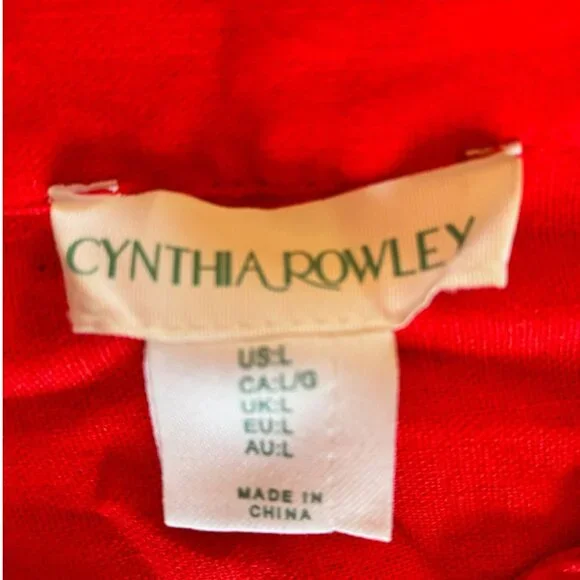 CYNTHIA ROWLEY
US:L
CA:L/G
UK:L
EU:L
AU:L
MADE IN
CHINA